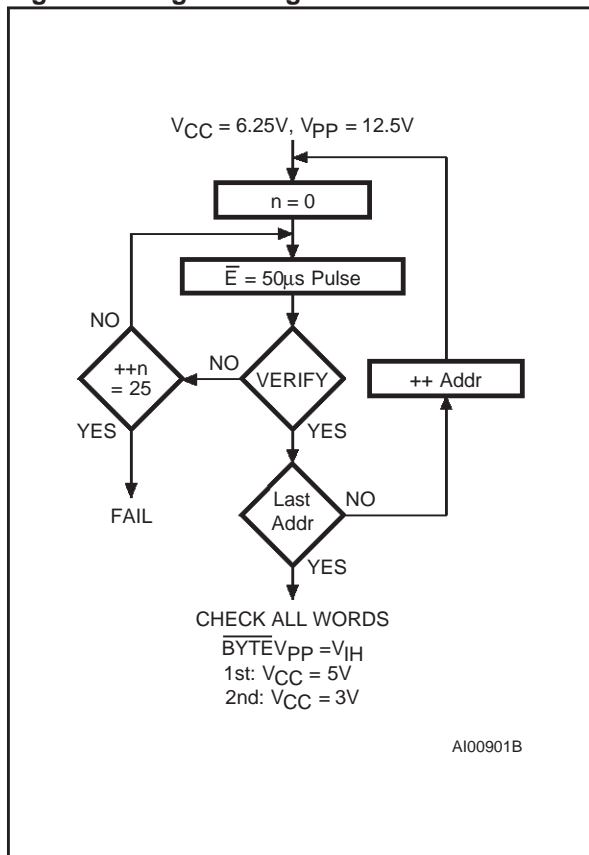 VCC = 6.25V, VPP = 12.5V
n = 0
E = 50µs Pulse
NO
++n
= 25
NO
VERIFY
++ Addr
YES
YES
FAIL
Last
Addr
NO
YES
CHECK ALL WORDS
BYTEVPP =VIH
1st: VCC = 5V
2nd: VCC = 3V
AI00901B